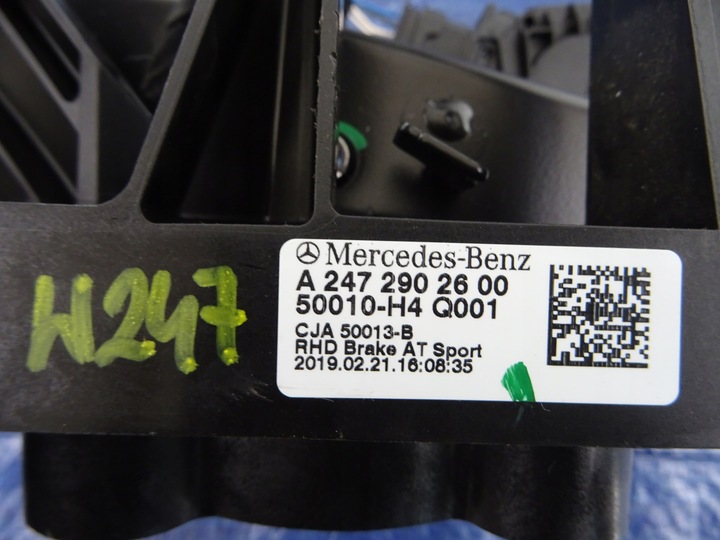 Mercedes-Benz
A 247 290 26 00
50010-H4 Q001
CJA 50013-B
RHD Brake AT Sport
2019.02.21.16:08:35
W247